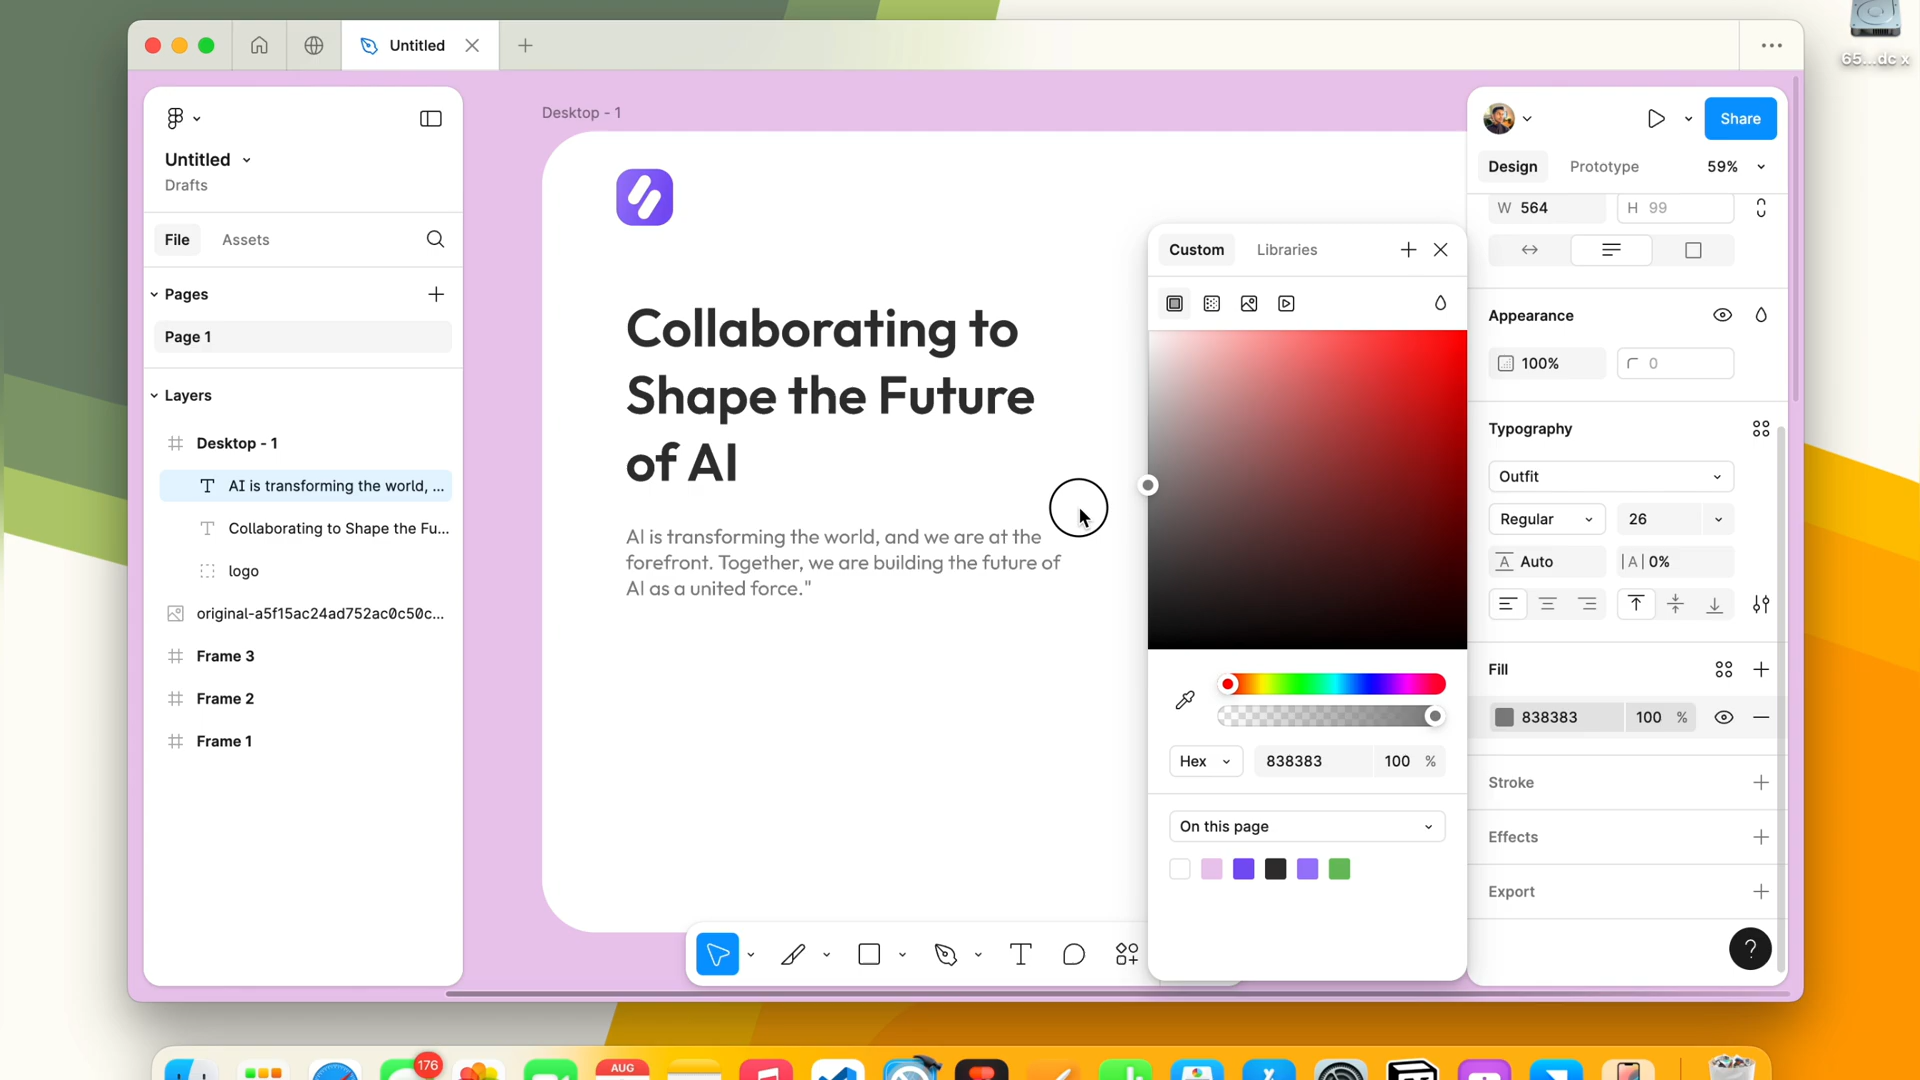 65...dc x
Untitled
Desktop - 1
Share
Untitled
Drafts
Design
Prototype
59%
W 564
H 99
File
Assets
Custom
Libraries
Pages
Page 1
Appearance
100%
0
Layers
Desktop - 1
AI is transforming the world, ...
Collaborating to Shape the Fu...
logo
original-a5f15ac24ad752ac0c50c...
Frame 3
Frame 2
Frame 1
Collaborating to
Shape the Future
of AI
AI is transforming the world, and we are at the
forefront. Together, we are building the future of
AI as a united force."
Typography
Outfit
Regular
26
A Auto
|A| 0%
Fill
838383
100 %
Hex
838383
100 %
On this page
Stroke
Effects
Export
?
176
AUG